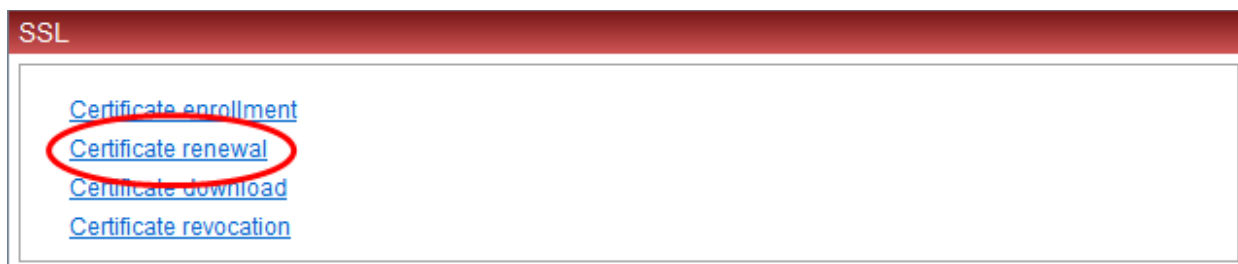 SSL
Certificate enrollment
Certificate renewal
Certificate download
Certificate revocation